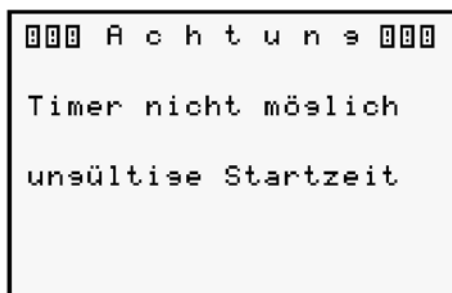 !!! A c h t u n g !!!
Timer nicht möglich
ungültige Startzeit